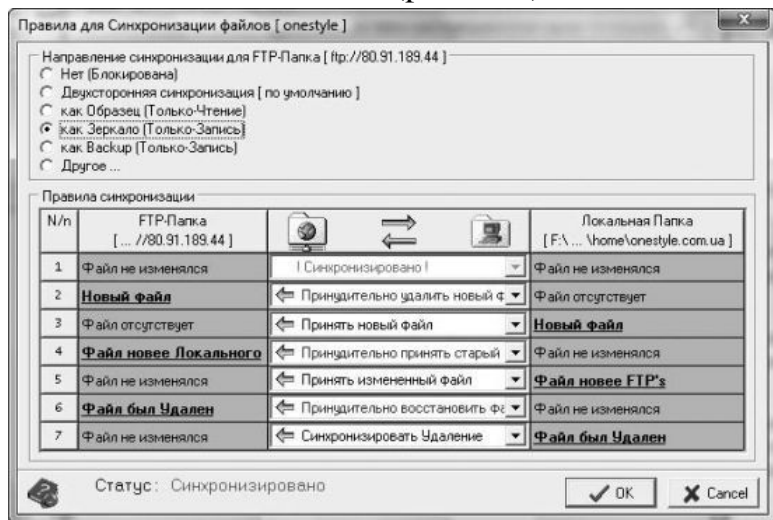 Правила для Синхронизации файлов [ onestyle ]
Направление синхронизации для FTP-Папка [ ftp://80.91.189.44 ]
Нет (Блокирована)
Двухсторонняя синхронизация [ по умолчанию ]
как Образец (Только-Чтение)
как Зеркало (Только-Запись)
как Backup (Только-Запись)
Другое ...
Правила синхронизации
N/n FTP-Папка [ ... //80.91.189.44 ] Локальная Папка [ F:\ ... \home\onestyle.com.ua ]
1 Файл не изменялся ! Синхронизировано ! Файл не изменялся
2 Новый файл Принудительно удалить новый ф Файл отсутствует
3 Файл отсутствует Принять новый файл Новый файл
4 Файл новее Локального Принудительно принять старый Файл не изменялся
5 Файл не изменялся Принять измененный файл Файл новее FTP's
6 Файл был Удален Принудительно восстановить фа Файл не изменялся
7 Файл не изменялся Синхронизировать Удаление Файл был Удален
Статус: Синхронизировано
OK
Cancel